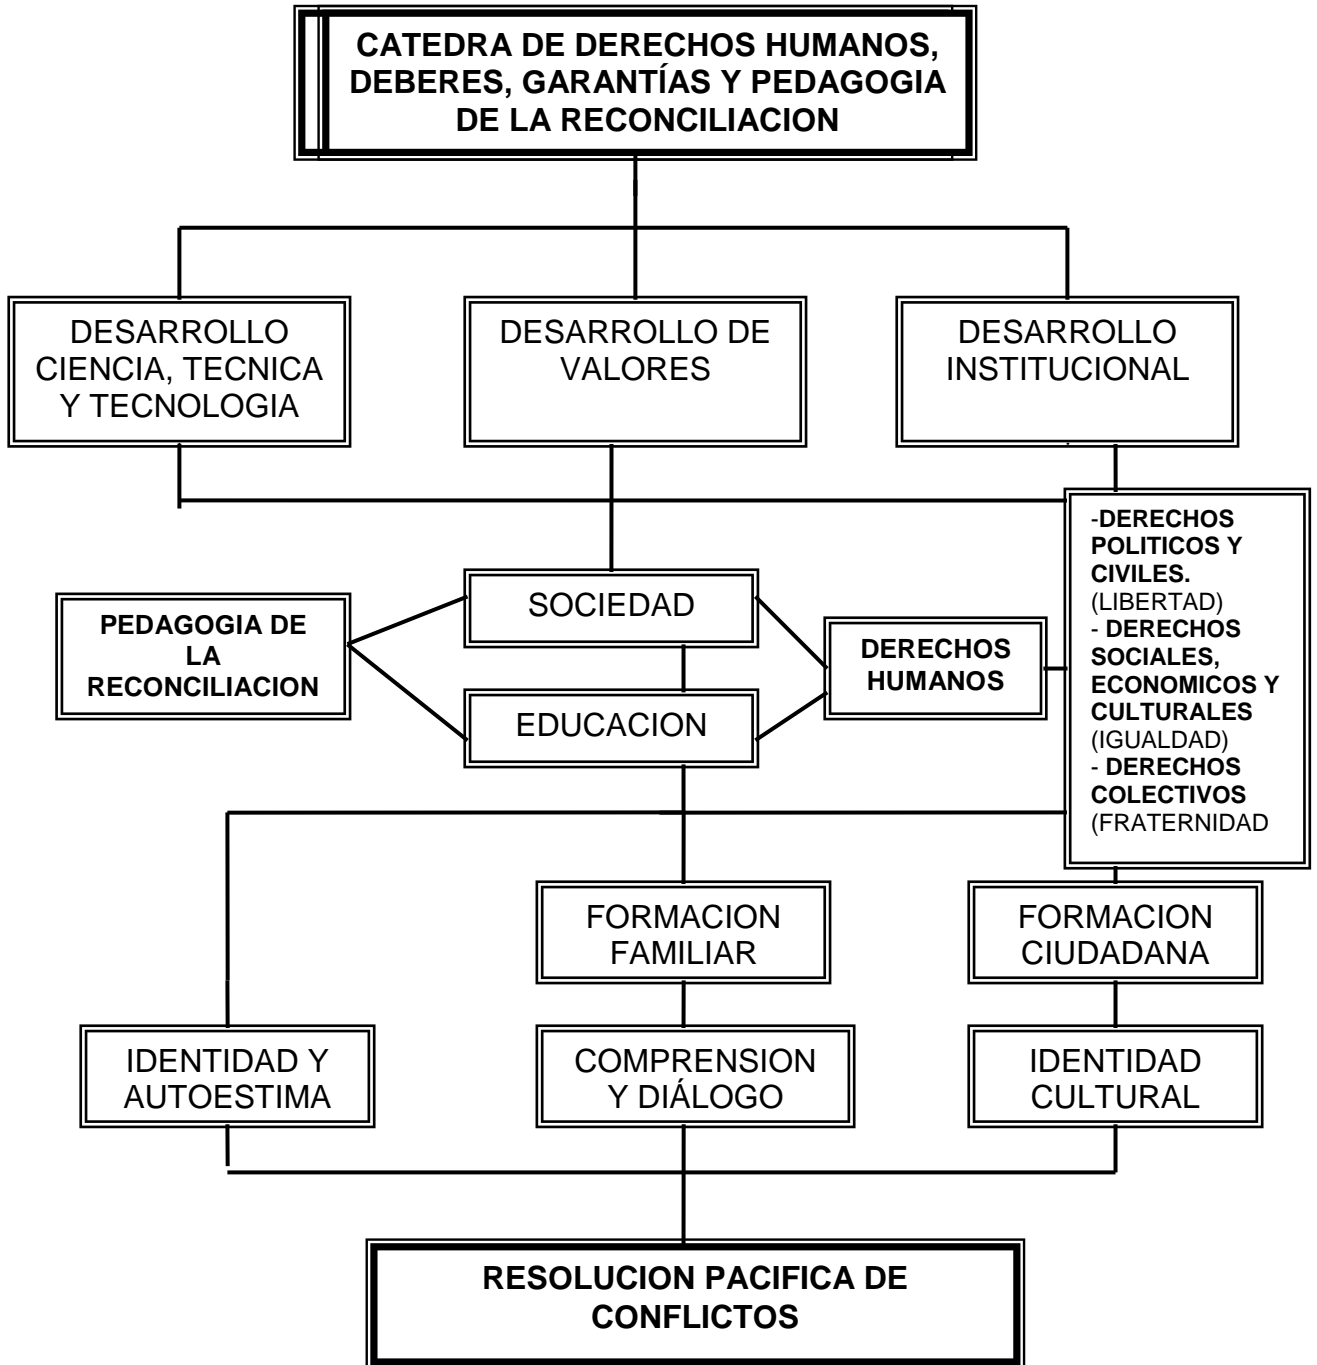 CATEDRA DE DERECHOS HUMANOS,
DEBERES, GARANTÍAS Y PEDAGOGIA
DE LA RECONCILIACION
DESARROLLO
CIENCIA, TECNICA
Y TECNOLOGIA
DESARROLLO DE
VALORES
DESARROLLO
INSTITUCIONAL
PEDAGOGIA DE
LA
RECONCILIACION
SOCIEDAD
EDUCACION
DERECHOS
HUMANOS
-DERECHOS
POLITICOS Y
CIVILES.
(LIBERTAD)
- DERECHOS
SOCIALES,
ECONOMICOS Y
CULTURALES
(IGUALDAD)
- DERECHOS
COLECTIVOS
(FRATERNIDAD
FORMACION
FAMILIAR
FORMACION
CIUDADANA
IDENTIDAD Y
AUTOESTIMA
COMPRENSION
Y DIÁLOGO
IDENTIDAD
CULTURAL
RESOLUCION PACIFICA DE
CONFLICTOS